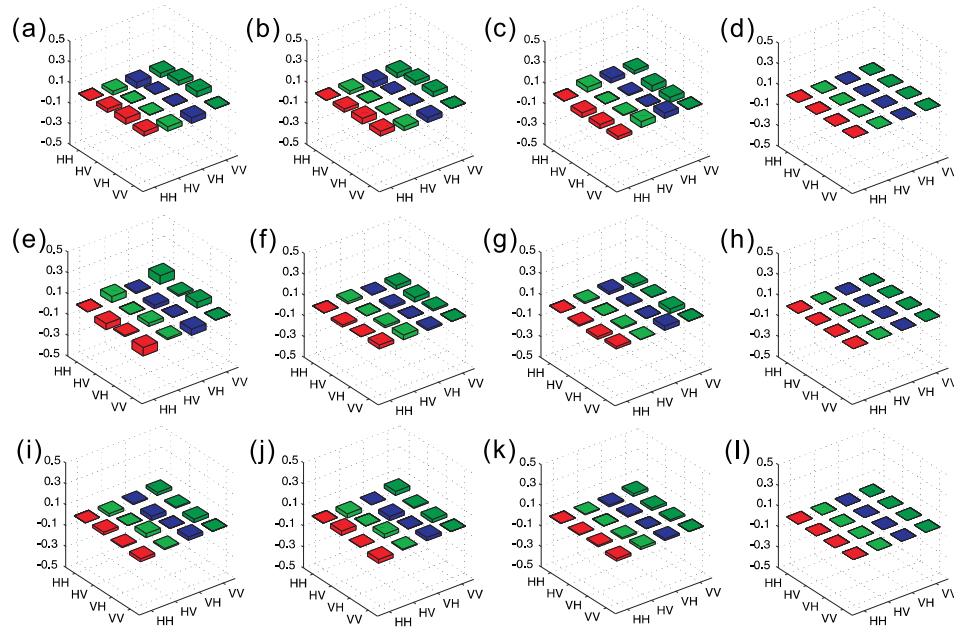 (a) (b) (c) (d)
0.5 0.5 0.5 0.5
0.3 0.3 0.3 0.3
0.1 0.1 0.1 0.1
-0.1 -0.1 -0.1 -0.1
-0.3 -0.3 -0.3 -0.3
-0.5 -0.5 -0.5 -0.5
HH HV VH VV HH HV VH VV HH HV VH VV HH HV VH VV HH HV VH VV HH HV VH VV HH HV VH VV HH HV VH VV
(e) (f) (g) (h)
0.5 0.5 0.5 0.5
0.3 0.3 0.3 0.3
0.1 0.1 0.1 0.1
-0.1 -0.1 -0.1 -0.1
-0.3 -0.3 -0.3 -0.3
-0.5 -0.5 -0.5 -0.5
HH HV VH VV HH HV VH VV HH HV VH VV HH HV VH VV HH HV VH VV HH HV VH VV HH HV VH VV HH HV VH VV
(i) (j) (k) (l)
0.5 0.5 0.5 0.5
0.3 0.3 0.3 0.3
0.1 0.1 0.1 0.1
-0.1 -0.1 -0.1 -0.1
-0.3 -0.3 -0.3 -0.3
-0.5 -0.5 -0.5 -0.5
HH HV VH VV HH HV VH VV HH HV VH VV HH HV VH VV HH HV VH VV HH HV VH VV HH HV VH VV HH HV VH VV